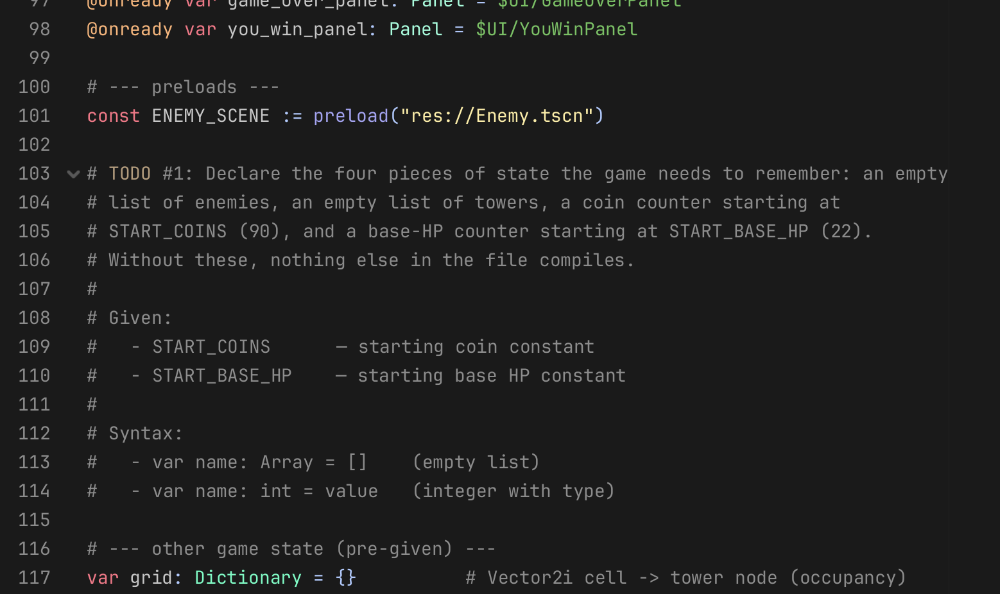 97 @onready var game_over_panel: Panel = $UI/GameOverPanel
98 @onready var you_win_panel: Panel = $UI/YouWinPanel
99
100 # --- preloads ---
101 const ENEMY_SCENE := preload("res://Enemy.tscn")
102
103 # TODO #1: Declare the four pieces of state the game needs to remember: an empty
104 # list of enemies, an empty list of towers, a coin counter starting at
105 # START_COINS (90), and a base-HP counter starting at START_BASE_HP (22).
106 # Without these, nothing else in the file compiles.
107 #
108 # Given:
109 #   - START_COINS      — starting coin constant
110 #   - START_BASE_HP    — starting base HP constant
111 #
112 # Syntax:
113 #   - var name: Array = []    (empty list)
114 #   - var name: int = value   (integer with type)
115
116 # --- other game state (pre-given) ---
117 var grid: Dictionary = {}          # Vector2i cell -> tower node (occupancy)